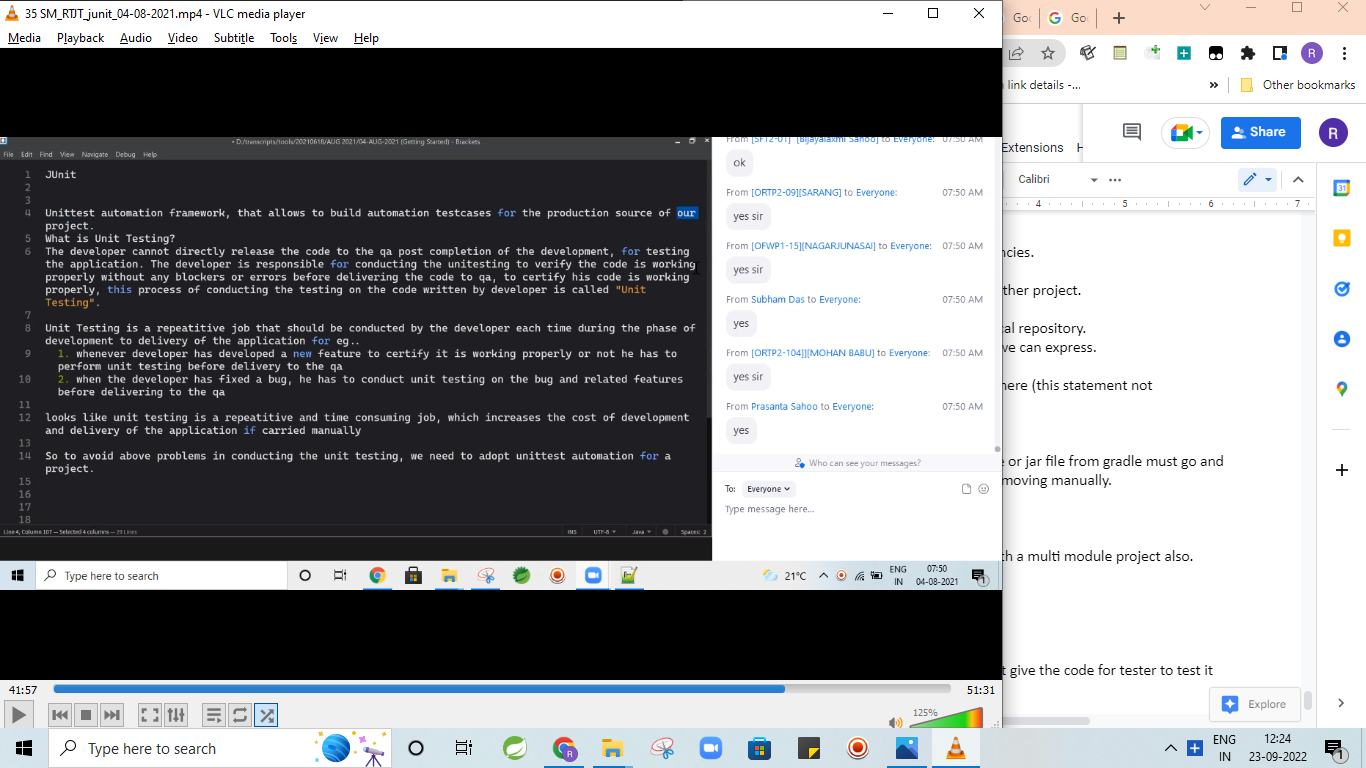 35 SM_RTJT_junit_04-08-2021.mp4 - VLC media player
Media Playback Audio Video Subtitle Tools View Help
• D:/transcripts/tools/20210618/AUG 2021/04-AUG-2021 (Getting Started) - Brackets
File Edit Find View Navigate Debug Help
1 JUnit
2
3
4 Unittest automation framework, that allows to build automation testcases for the production source of our
project.
5 What is Unit Testing?
6 The developer cannot directly release the code to the qa post completion of the development, for testing
the application. The developer is responsible for conducting the unitesting to verify the code is working
properly without any blockers or errors before delivering the code to qa, to certify his code is working
properly, this process of conducting the testing on the code written by developer is called "Unit
Testing".
7
8 Unit Testing is a repeatitive job that should be conducted by the developer each time during the phase of
development to delivery of the application for eg..
9 1. whenever developer has developed a new feature to certify it is working properly or not he has to
perform unit testing before delivery to the qa
10 2. when the developer has fixed a bug, he has to conduct unit testing on the bug and related features
before delivering to the qa
11
12 looks like unit testing is a repeatitive and time consuming job, which increases the cost of development
and delivery of the application if carried manually
13
14 So to avoid above problems in conducting the unit testing, we need to adopt unittest automation for a
project.
15
16
17
18
Line 4, Column 107 — Selected 4 columns — 29 Lines
INS UTF-8 Java Spaces: 2
From [SFT2-01] [Bijayalaxmi Sahoo] to Everyone: 07:50 AM
ok
From [ORTP2-09][SARANG] to Everyone: 07:50 AM
yes sir
From [OFWP1-15][NAGARJUNASAI] to Everyone: 07:50 AM
yes sir
From Subham Das to Everyone: 07:50 AM
yes
From [ORTP2-104]][MOHAN BABU] to Everyone: 07:50 AM
yes sir
From Prasanta Sahoo to Everyone: 07:50 AM
yes
Who can see your messages?
To: Everyone
Type message here...
Type here to search
21°C
ENG
IN
07:50
04-08-2021
1
41:57
51:31
125%
Goo
Goo
R
link details -...
» Other bookmarks
Share
R
Extensions H
Calibri
31
4 5 6 7
ncies.
ther project.
al repository.
we can express.
here (this statement not
e or jar file from gradle must go and
moving manually.
th a multi module project also.
t give the code for tester to test it
Explore
Type here to search
R
ENG
IN
12:24
23-09-2022
1